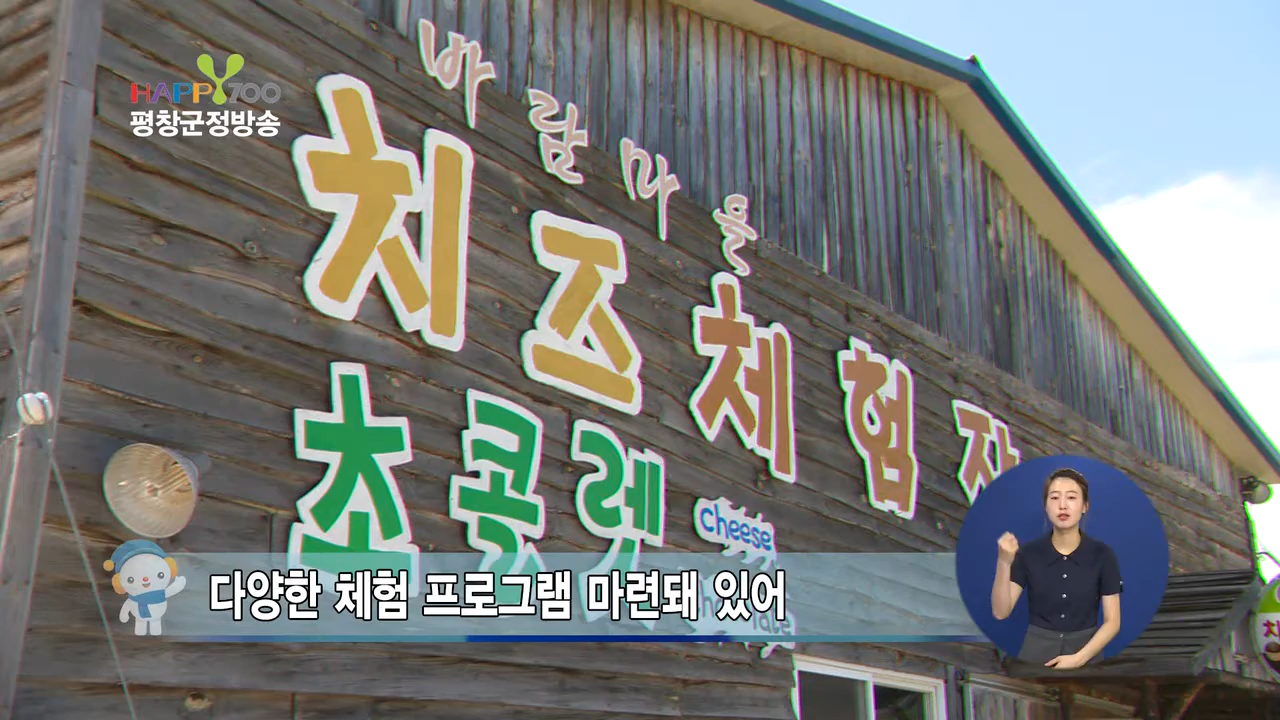 HAPPY700
평창군정방송
바람마을
치즈체험장
초콜렛
cheese
다양한 체험 프로그램 마련돼 있어